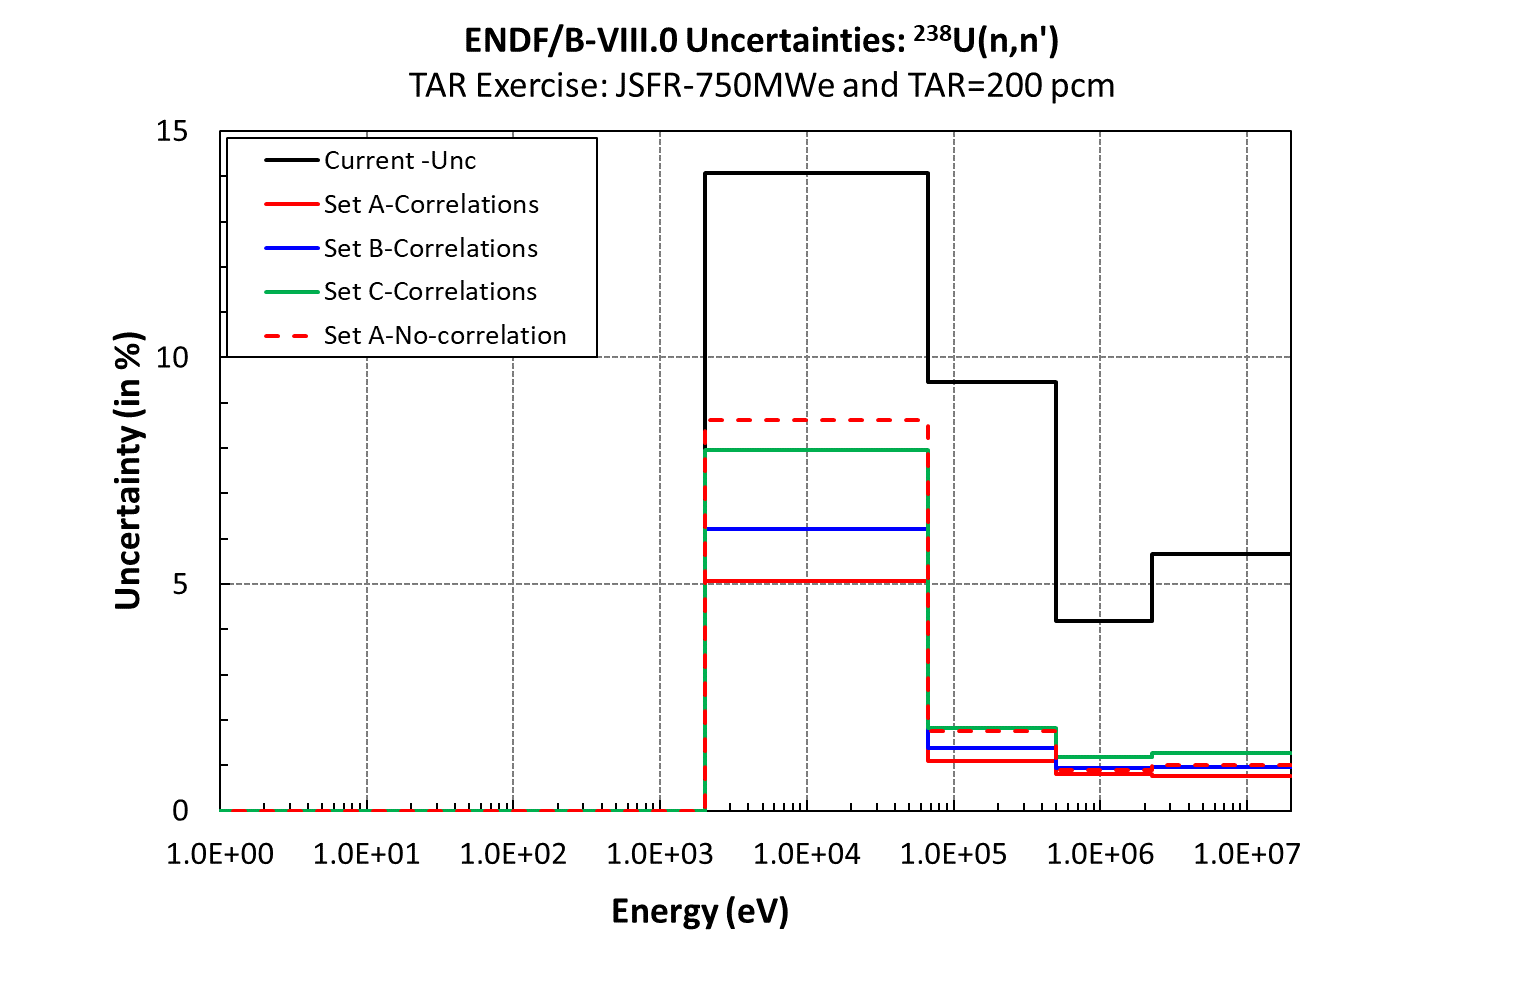 ENDF/B-VIII.0 Uncertainties: ²³⁸U(n,n')
TAR Exercise: JSFR-750MWe and TAR=200 pcm
15
Current -Unc
Set A-Correlations
Set B-Correlations
Set C-Correlations
Set A-No-correlation
10
Uncertainty (in %)
5
0
1.0E+00 1.0E+01 1.0E+02 1.0E+03 1.0E+04 1.0E+05 1.0E+06 1.0E+07
Energy (eV)